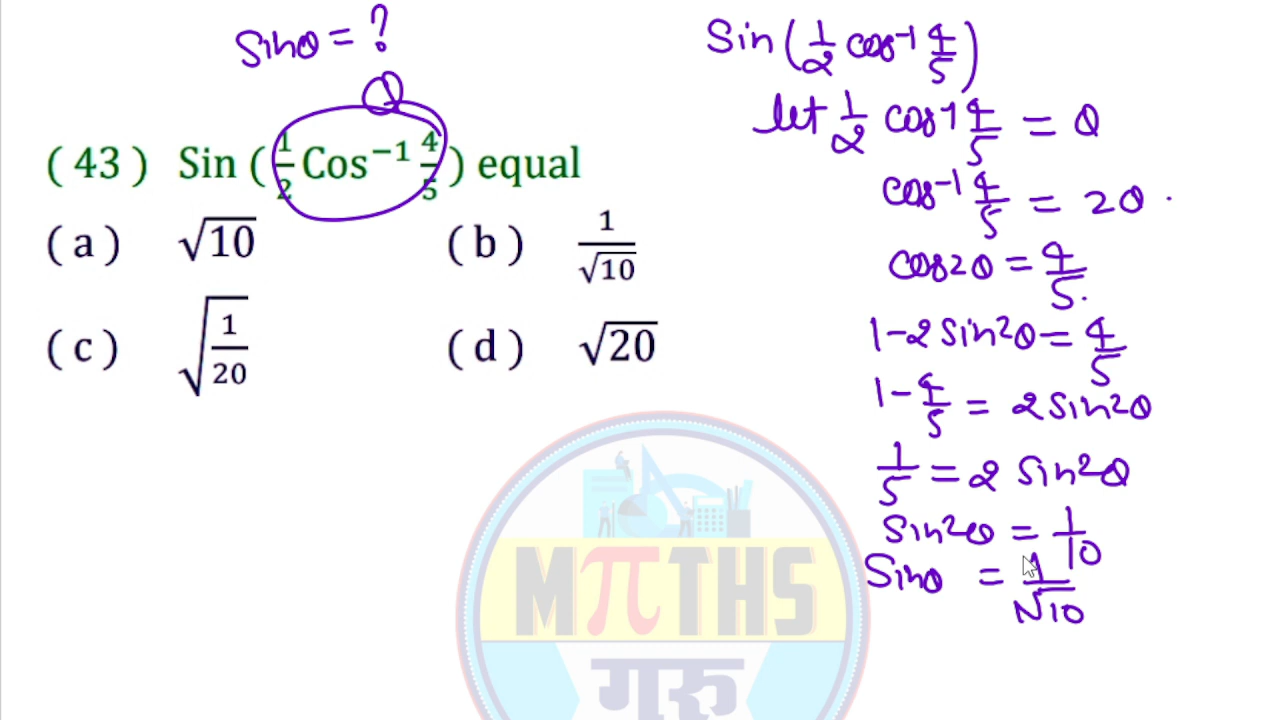 Sinθ = ?
θ
(43) Sin (1/2 Cos⁻¹ 4/5) equal
(a) √10
(b) 1/√10
(c) √(1/20)
(d) √20
Sin(1/2 cos⁻¹ 4/5)
let 1/2 cos⁻¹ 4/5 = θ
cos⁻¹ 4/5 = 2θ.
cos2θ = 4/5.
1-2Sin²θ = 4/5
1-4/5 = 2Sin²θ
1/5 = 2 Sin²θ
Sin²θ = 1/10
Sinθ = 1/√10
MπTHS
गुरु